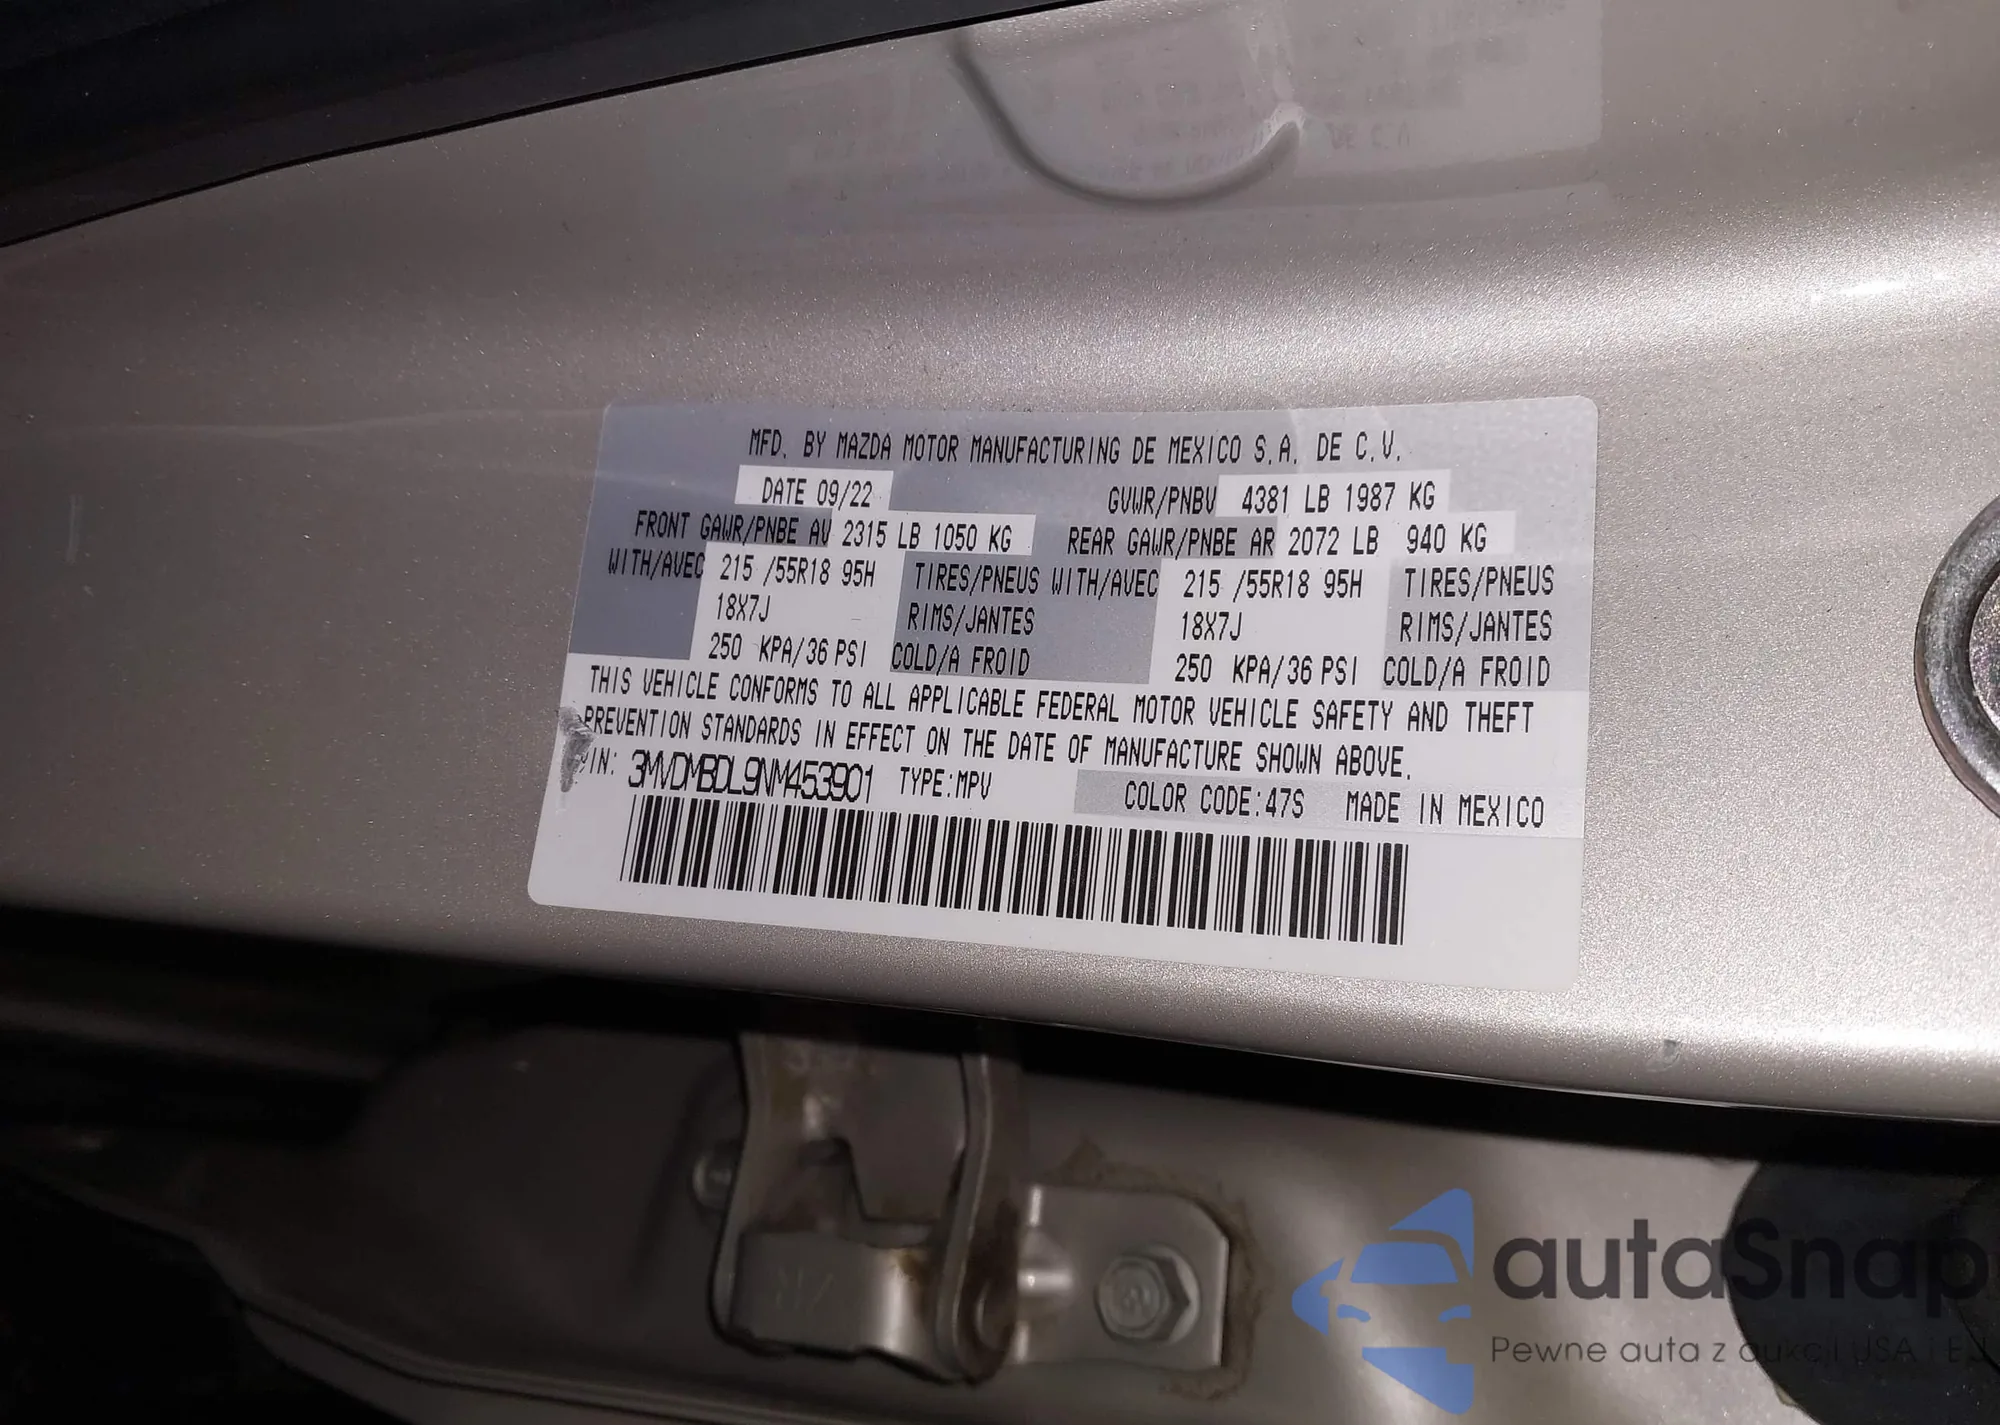 MFD. BY MAZDA MOTOR MANUFACTURING DE MEXICO S.A. DE C.V.
DATE 09/22 GVWR/PNBV 4381 LB 1987 KG
FRONT GAWR/PNBE AV 2315 LB 1050 KG REAR GAWR/PNBE AR 2072 LB 940 KG
WITH/AVEC 215 /55R18 95H TIRES/PNEUS WITH/AVEC 215 /55R18 95H TIRES/PNEUS
18X7J RIMS/JANTES 18X7J RIMS/JANTES
250 KPA/36 PSI COLD/A FROID 250 KPA/36 PSI COLD/A FROID
THIS VEHICLE CONFORMS TO ALL APPLICABLE FEDERAL MOTOR VEHICLE SAFETY AND THEFT
PREVENTION STANDARDS IN EFFECT ON THE DATE OF MANUFACTURE SHOWN ABOVE.
VIN: 3MVDMBDL9NM453901 TYPE:MPV COLOR CODE:47S MADE IN MEXICO
autaSnap
Pewne auta z aukcji USA i EU